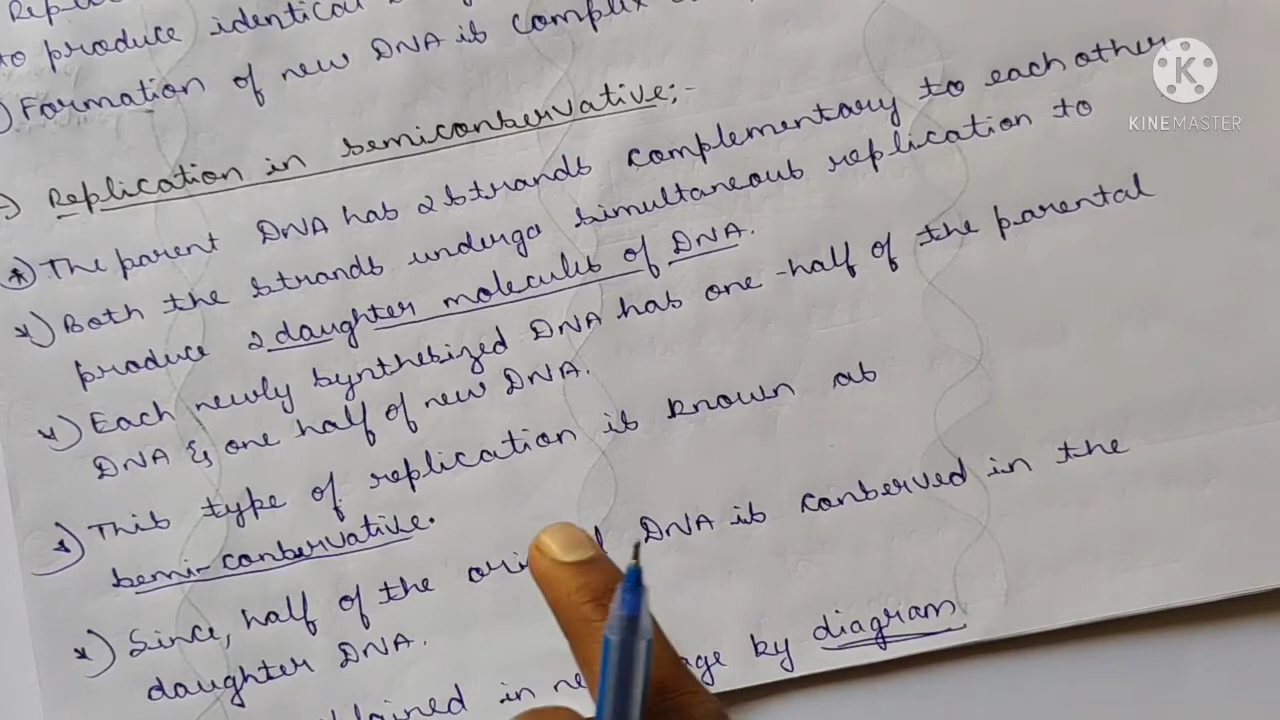 to produce identical
Formation of new DNA is complex
Replication in semiconservative:-
*) The parent DNA has 2 strands complementary to each other
*) Both the strands undergo simultaneous replication to
produce 2 daughter molecules of DNA.
*) Each newly synthesized DNA has one-half of the parental
DNA & one half of new DNA.
*) This type of replication is known as
semi-conservative.
*) Since, half of the DNA is conserved in the
daughter DNA.
in by diagram
K
KINEMASTER